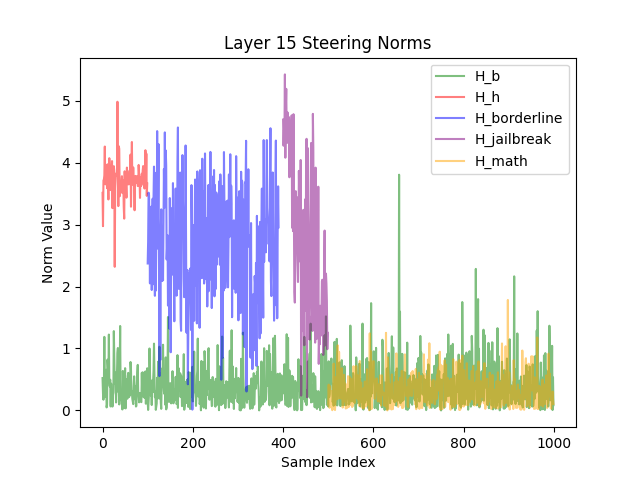 Layer 15 Steering Norms
H_b
H_h
H_borderline
H_jailbreak
H_math
Norm Value
5
4
3
2
1
0
0 200 400 600 800 1000
Sample Index